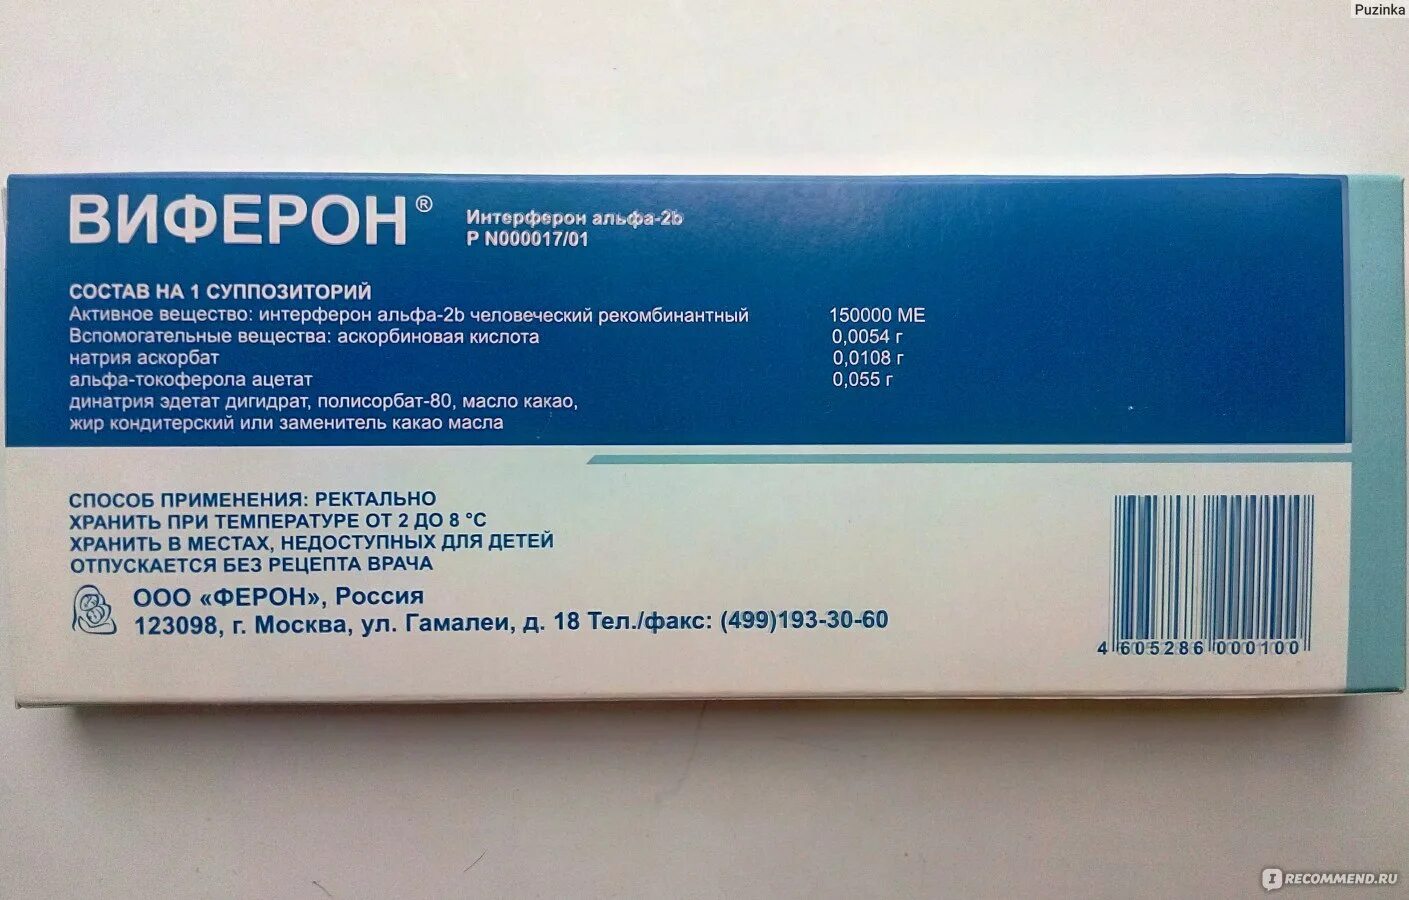 Puzinka
ВИФЕРОН®
Интерферон альфа-2b
Р N000017/01
СОСТАВ НА 1 СУППОЗИТОРИЙ
Активное вещество: интерферон альфа-2b человеческий рекомбинантный 150000 МЕ
Вспомогательные вещества: аскорбиновая кислота 0,0054 г
натрия аскорбат 0,0108 г
альфа-токоферола ацетат 0,055 г
динатрия эдетат дигидрат, полисорбат-80, масло какао,
жир кондитерский или заменитель какао масла
СПОСОБ ПРИМЕНЕНИЯ: РЕКТАЛЬНО
ХРАНИТЬ ПРИ ТЕМПЕРАТУРЕ ОТ 2 ДО 8 °С
ХРАНИТЬ В МЕСТАХ, НЕДОСТУПНЫХ ДЛЯ ДЕТЕЙ
ОТПУСКАЕТСЯ БЕЗ РЕЦЕПТА ВРАЧА
ООО «ФЕРОН», Россия
123098, г. Москва, ул. Гамалеи, д. 18 Тел./факс: (499)193-30-60
4 605286 000100
IRECOMMEND.RU